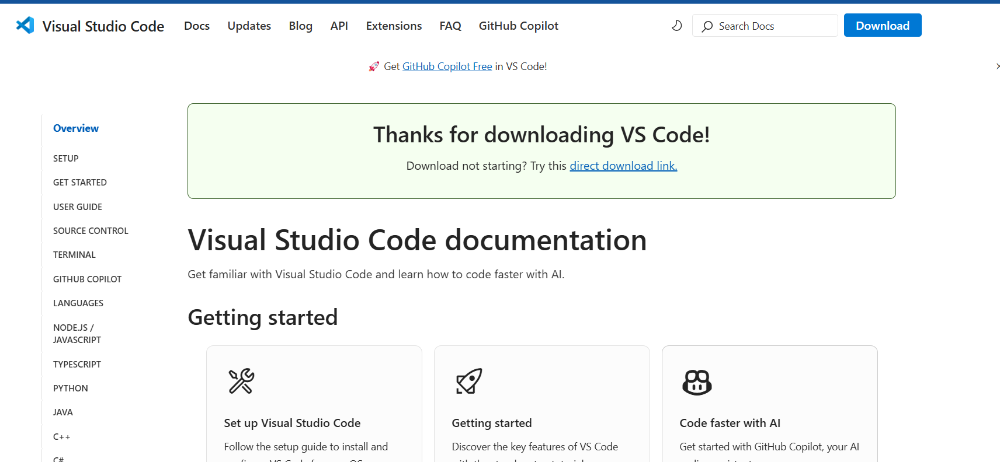 Visual Studio Code Docs Updates Blog API Extensions FAQ GitHub Copilot Search Docs Download
Get GitHub Copilot Free in VS Code!
Overview
SETUP
GET STARTED
USER GUIDE
SOURCE CONTROL
TERMINAL
GITHUB COPILOT
LANGUAGES
NODE.JS /
JAVASCRIPT
TYPESCRIPT
PYTHON
JAVA
C++
C#
Thanks for downloading VS Code!
Download not starting? Try this direct download link.
Visual Studio Code documentation
Get familiar with Visual Studio Code and learn how to code faster with AI.
Getting started
Set up Visual Studio Code
Follow the setup guide to install and
Getting started
Discover the key features of VS Code
Code faster with AI
Get started with GitHub Copilot, your AI